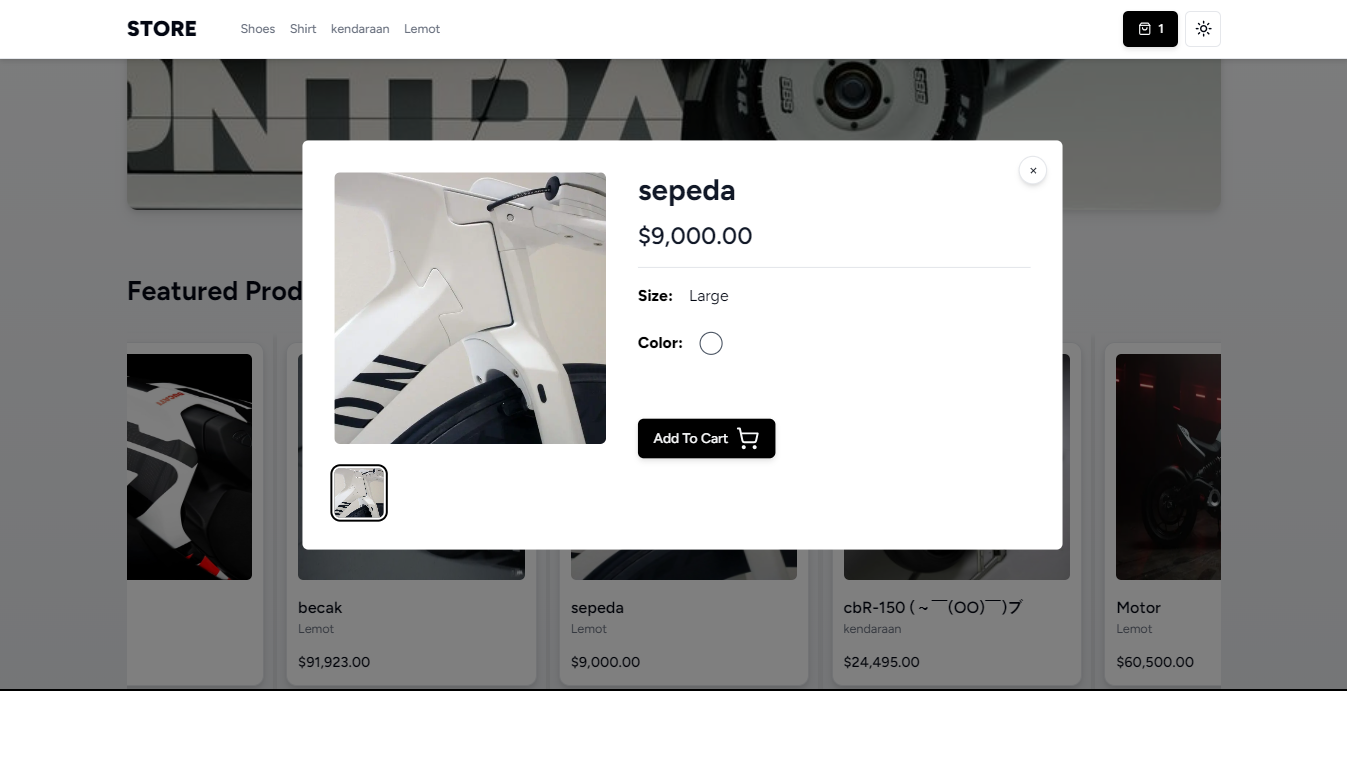 STORE
Shoes
Shirt
kendaraan
Lemot
1
sepeda
$9,000.00
Size: Large
Color:
Add To Cart
Featured Prod
becak
Lemot
$91,923.00
sepeda
Lemot
$9,000.00
cbR-150 ( ~ ￣(OO)￣)ブ
kendaraan
$24,495.00
Motor
Lemot
$60,500.00